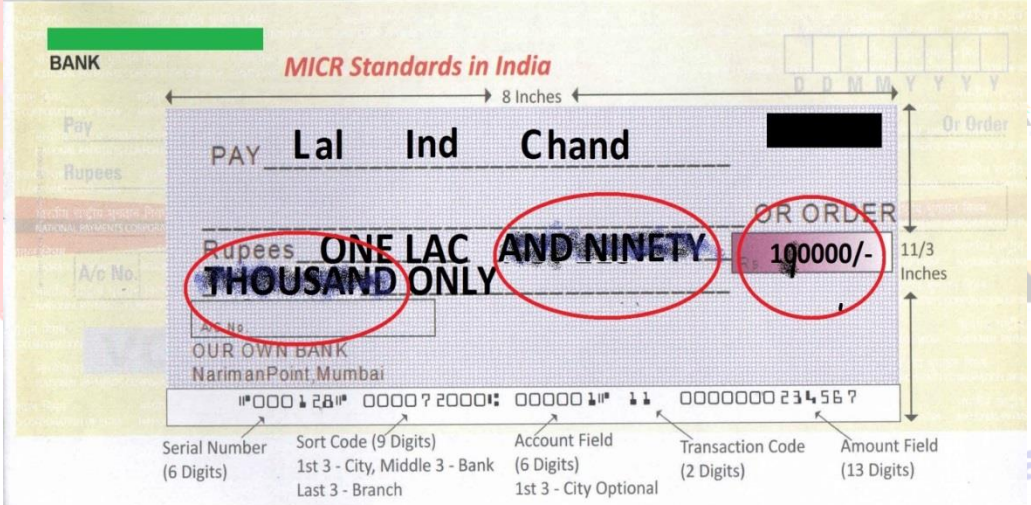 BANK
MICR Standards in India
8 Inches
D D M M Y Y Y Y
Pay
Or Order
PAY Lal Ind Chand
Rupees
OR ORDER
Rupees ONE LAC AND NINETY
Rs 100000/-
11/3
Inches
THOUSAND ONLY
A/c No.
A/C No
OUR OWN BANK
NarimanPoint,Mumbai
⑈000128⑈ 000072000⑆ 000001⑈ 11 0000000234567
Serial Number
(6 Digits)
Sort Code (9 Digits)
1st 3 - City, Middle 3 - Bank
Last 3 - Branch
Account Field
(6 Digits)
1st 3 - City Optional
Transaction Code
(2 Digits)
Amount Field
(13 Digits)